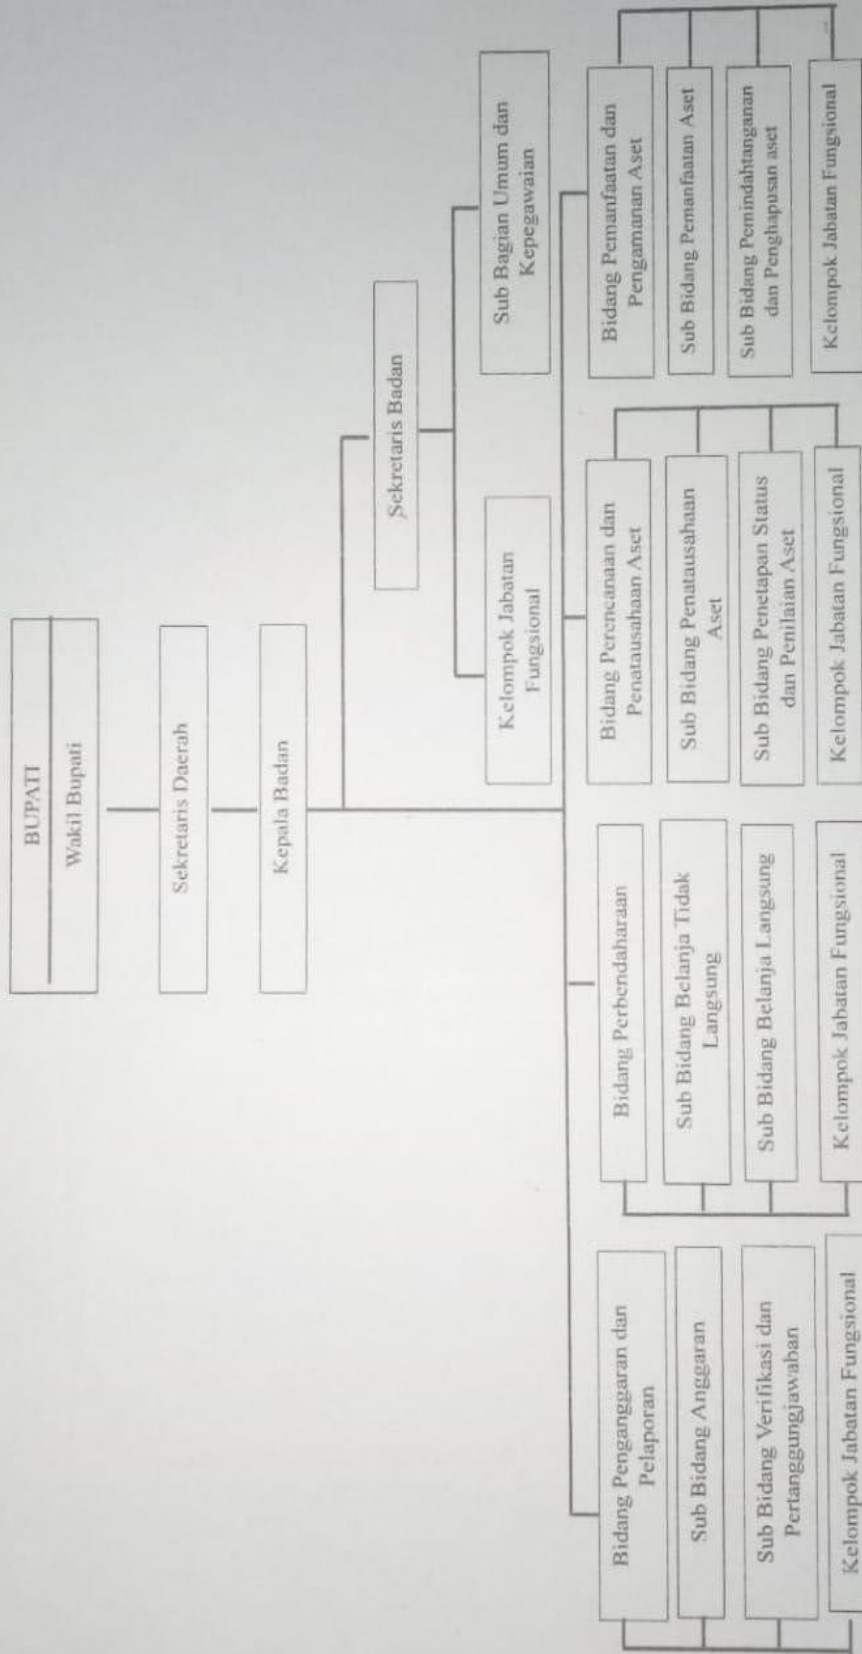 BUPATI
Wakil Bupati
Sekretaris Daerah
Kepala Badan
Sekretaris Badan
Kelompok Jabatan
Fungsional
Sub Bagian Umum dan
Kepegawaian
Bidang Penganggaran dan
Pelaporan
Sub Bidang Anggaran
Sub Bidang Verifikasi dan
Pertanggungjawaban
Kelompok Jabatan Fungsional
Bidang Perbendaharaan
Sub Bidang Belanja Tidak
Langsung
Sub Bidang Belanja Langsung
Kelompok Jabatan Fungsional
Bidang Perencanaan dan
Penatausahaan Aset
Sub Bidang Penatausahaan
Aset
Sub Bidang Penetapan Status
dan Penilaian Aset
Kelompok Jabatan Fungsional
Bidang Pemanfaatan dan
Pengamanan Aset
Sub Bidang Pemanfaatan Aset
Sub Bidang Pemindahtanganan
dan Penghapusan aset
Kelompok Jabatan Fungsional